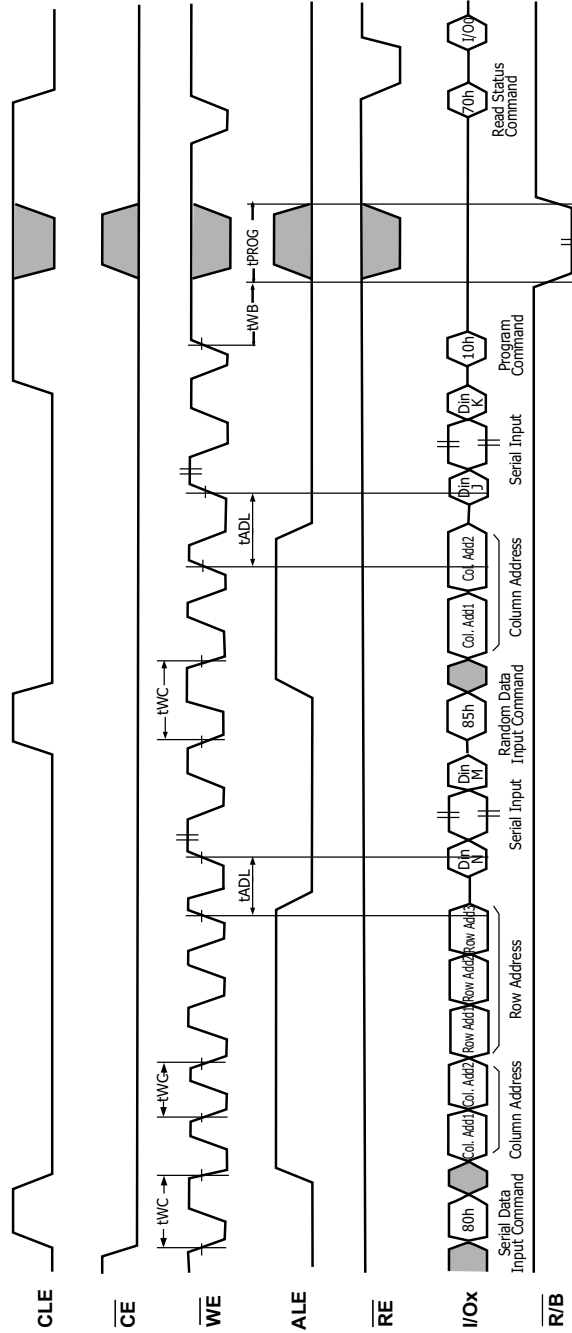 CLE
CE
WE
ALE
RE
I/Ox
R/B
tWC
tWC
tADL
tWC
tADL
tWB
tPROG
80h
Col. Add1
Col. Add2
Row Add1
Row Add2
Row Add3
Din
N
Din
M
85h
Col. Add1
Col. Add2
Din
J
Din
K
10h
70h
I/O0
Serial Data
Input Command
Column Address
Row Address
Serial Input
Random Data
Input Command
Column Address
Serial Input
Program
Command
Read Status
Command